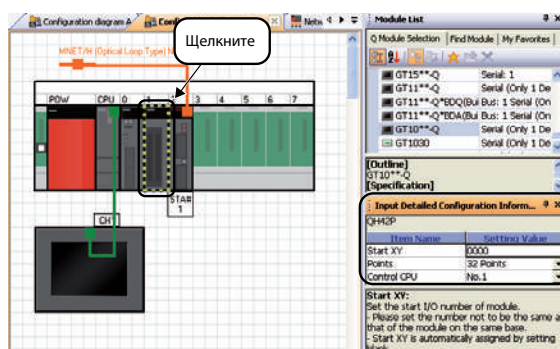 Configuration diagram A
Confi
Netw
Щелкните
MNET/H (Optical Loop Type) N
POW CPU 0 1 3 4 5 6 7
STA#
1
CH1
Module List
Q Module Selection Find Module My Favorites
GT15**-Q Serial: 1
GT11**-Q Serial (Only 1 De
GT11**-Q*BDQ(Bui Bus: 1 Serial (On
GT11**-Q*BDA(Bui Bus: 1 Serial (On
GT10**-Q Serial (Only 1 De
GT1030 Serial (Only 1 De
[Outline]
GT10**-Q
[Specification]
Input Detailed Configuration Inform...
QH42P
Item Name Setting Value
Start XY 0000
Points 32 Points
Control CPU No.1
Start XY:
Set the start I/O number of module.
- Please set the number not to be the same a
that of the module on the same base.
- Start XY is automatically assigned by setting
blank.